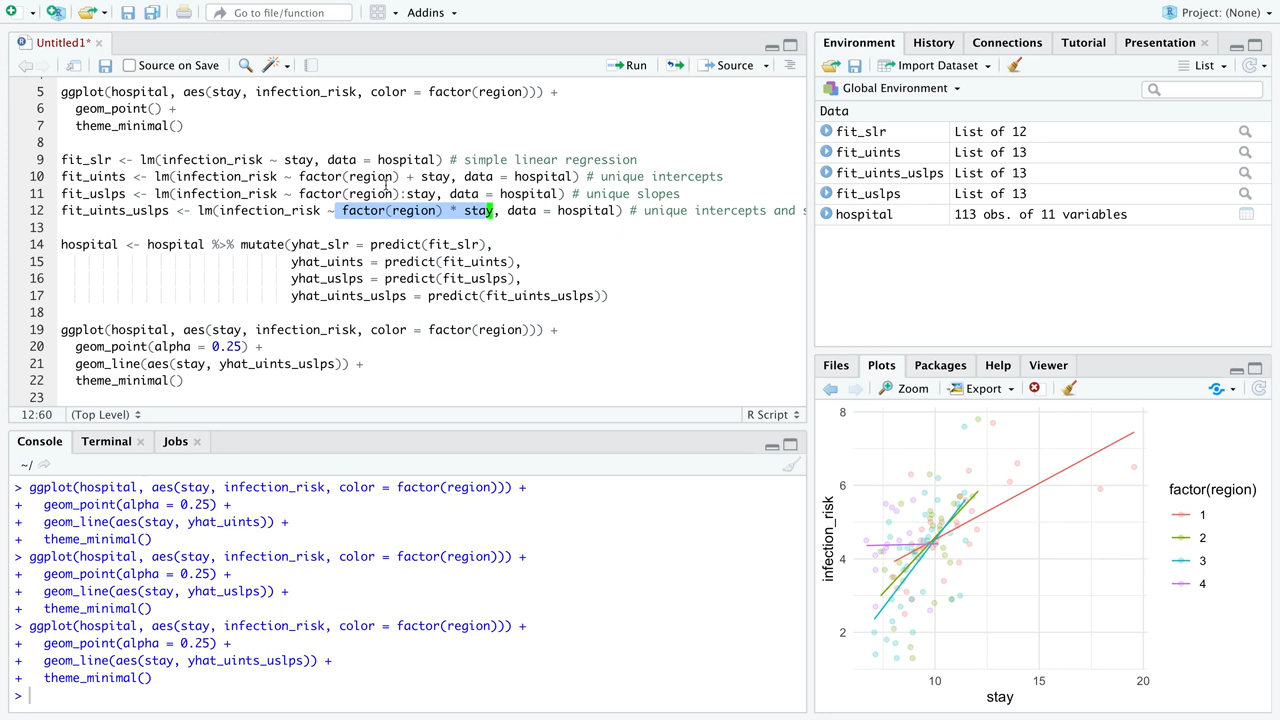 Go to file/function
Addins
Project: (None)
Untitled1*
Source on Save
Run
Source
5 ggplot(hospital, aes(stay, infection_risk, color = factor(region))) +
6 geom_point() +
7 theme_minimal()
8
9 fit_slr <- lm(infection_risk ~ stay, data = hospital) # simple linear regression
10 fit_uints <- lm(infection_risk ~ factor(region) + stay, data = hospital) # unique intercepts
11 fit_uslps <- lm(infection_risk ~ factor(region):stay, data = hospital) # unique slopes
12 fit_uints_uslps <- lm(infection_risk ~ factor(region) * stay, data = hospital) # unique intercepts and s
13
14 hospital <- hospital %>% mutate(yhat_slr = predict(fit_slr),
15 yhat_uints = predict(fit_uints),
16 yhat_uslps = predict(fit_uslps),
17 yhat_uints_uslps = predict(fit_uints_uslps))
18
19 ggplot(hospital, aes(stay, infection_risk, color = factor(region))) +
20 geom_point(alpha = 0.25) +
21 geom_line(aes(stay, yhat_uints_uslps)) +
22 theme_minimal()
23
12:60 (Top Level) R Script
Console Terminal Jobs
~/
> ggplot(hospital, aes(stay, infection_risk, color = factor(region))) +
+ geom_point(alpha = 0.25) +
+ geom_line(aes(stay, yhat_uints)) +
+ theme_minimal()
> ggplot(hospital, aes(stay, infection_risk, color = factor(region))) +
+ geom_point(alpha = 0.25) +
+ geom_line(aes(stay, yhat_uslps)) +
+ theme_minimal()
> ggplot(hospital, aes(stay, infection_risk, color = factor(region))) +
+ geom_point(alpha = 0.25) +
+ geom_line(aes(stay, yhat_uints_uslps)) +
+ theme_minimal()
>
Environment History Connections Tutorial Presentation
Import Dataset List
Global Environment
Data
fit_slr List of 12
fit_uints List of 13
fit_uints_uslps List of 13
fit_uslps List of 13
hospital 113 obs. of 11 variables
Files Plots Packages Help Viewer
Zoom Export
8
6
4
2
infection_risk
10 15 20
stay
factor(region)
1
2
3
4